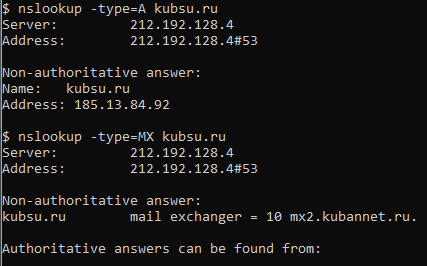 $ nslookup -type=A kubsu.ru
Server: 212.192.128.4
Address: 212.192.128.4#53
Non-authoritative answer:
Name: kubsu.ru
Address: 185.13.84.92
$ nslookup -type=MX kubsu.ru
Server: 212.192.128.4
Address: 212.192.128.4#53
Non-authoritative answer:
kubsu.ru mail exchanger = 10 mx2.kubannet.ru.
Authoritative answers can be found from: